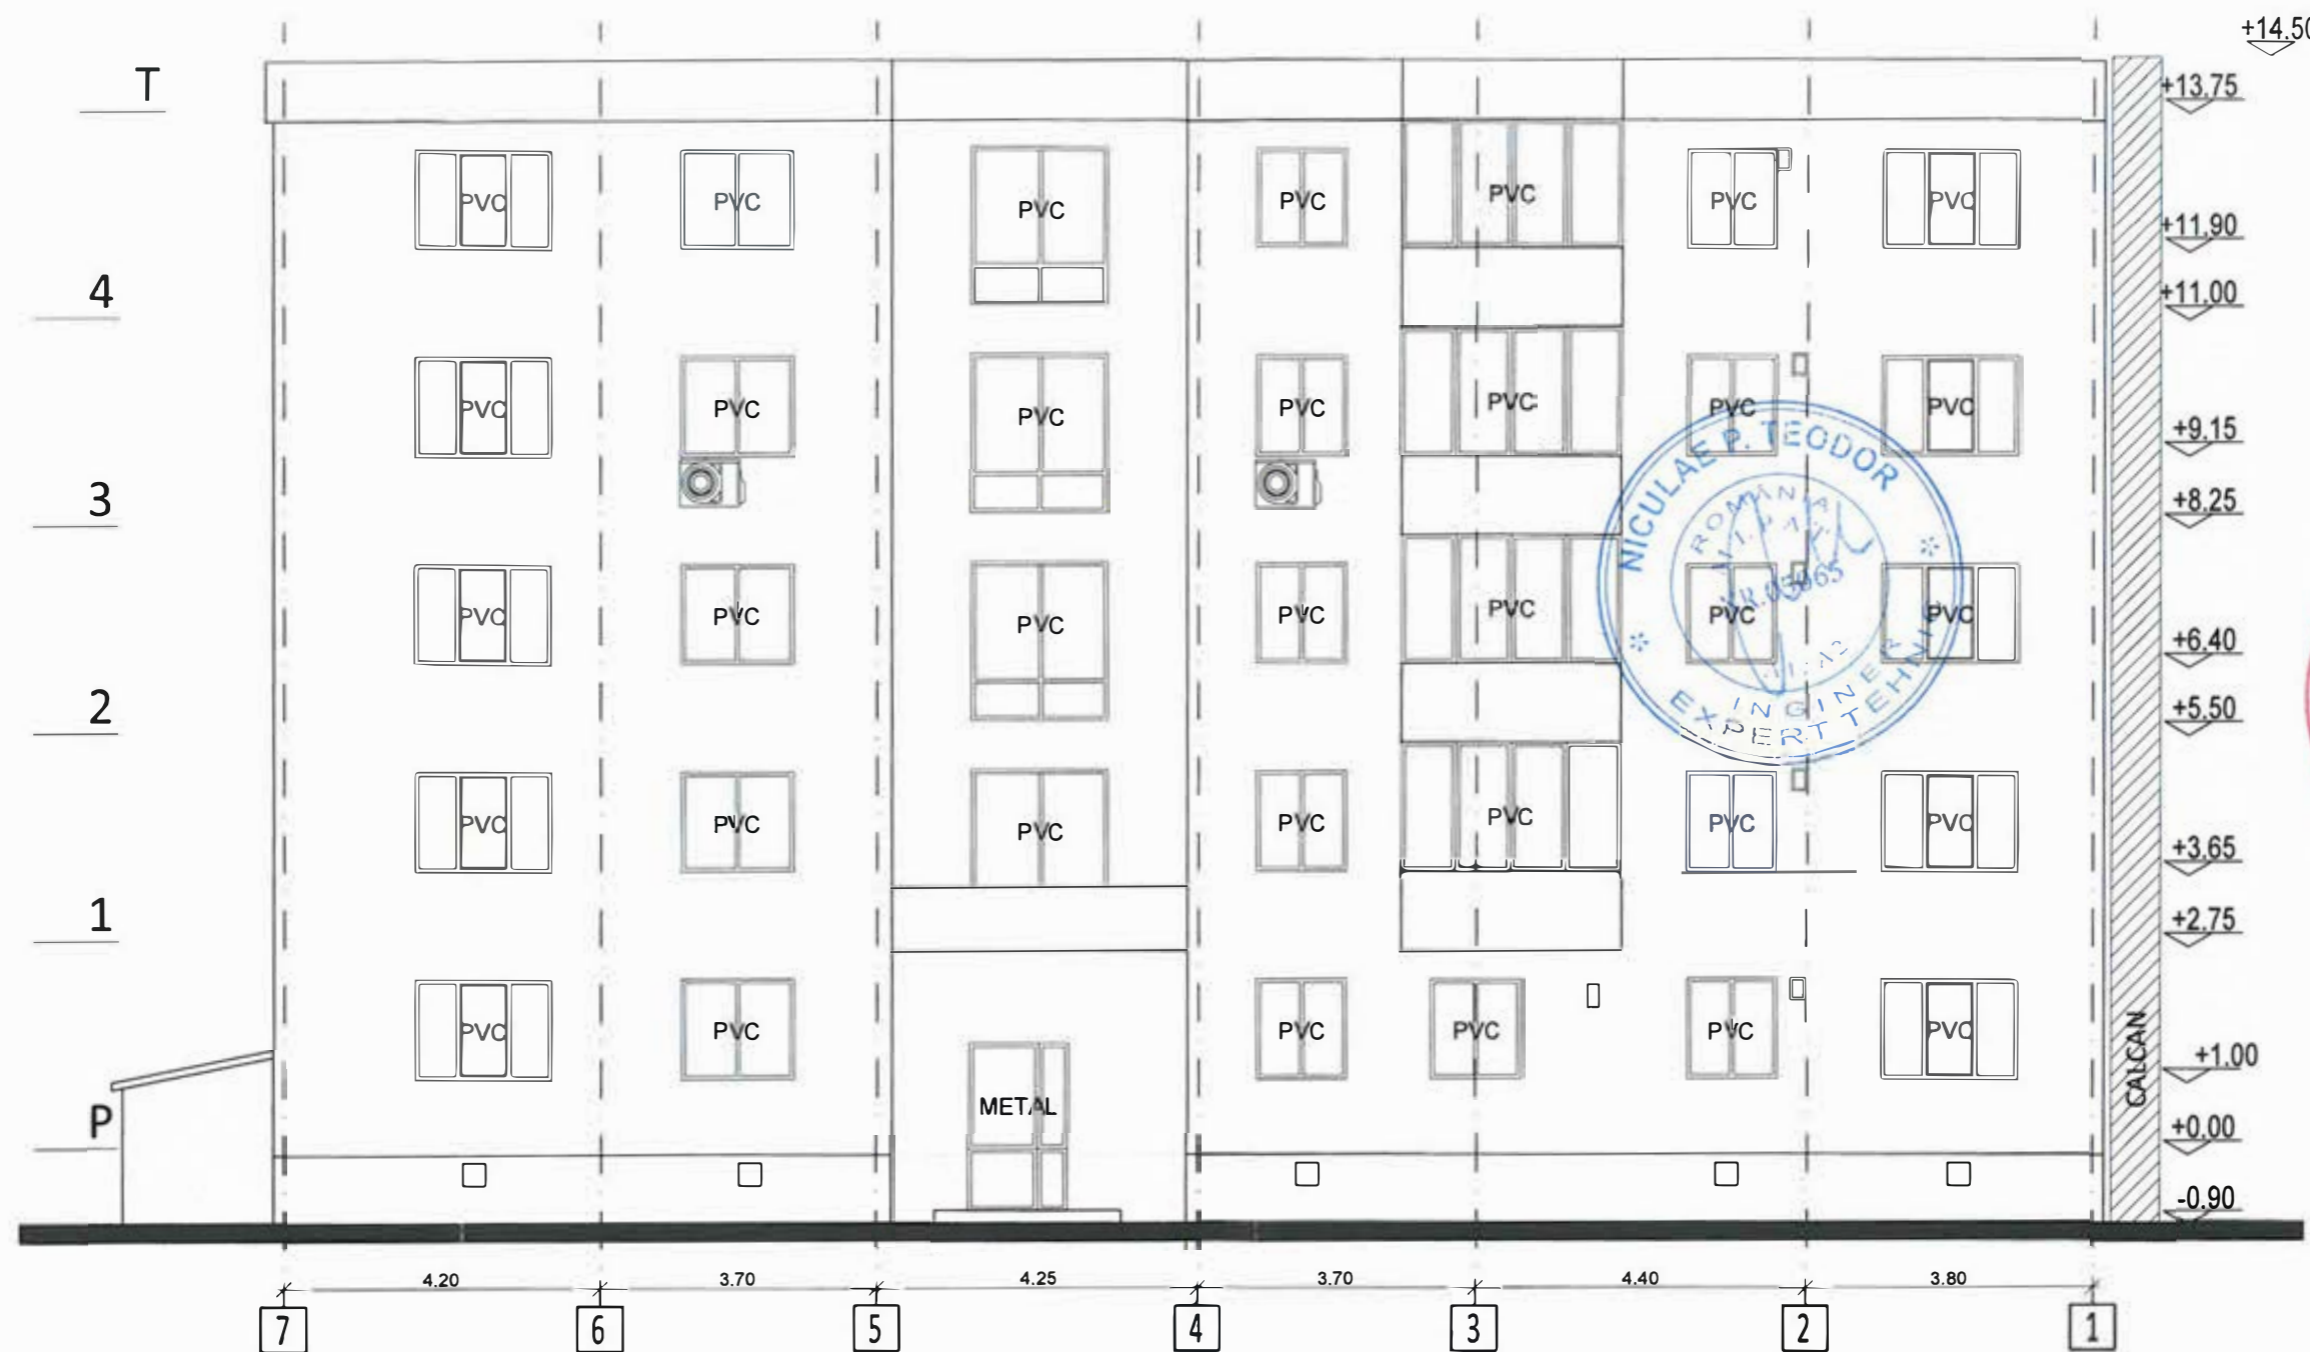 +14.50
T
+13.75
PVC PVC PVC PVC PVC PVC PVC
+11.90
4
+11.00
PVC PVC PVC PVC PVC PVC PVC
+9.15
3
+8.25
NICULAE P. TEODOR
ROMÂNIA
NR.05065
INGINER
EXPERT TEHNIC
PVC PVC PVC PVC PVC PVC PVC
+6.40
2
+5.50
PVC PVC PVC PVC PVC PVC PVC
+3.65
1
+2.75
PVC PVC PVC PVC PVC PVC
CALCAN
+1.00
METAL
P
+0.00
-0.90
4.20 3.70 4.25 3.70 4.40 3.80
7 6 5 4 3 2 1